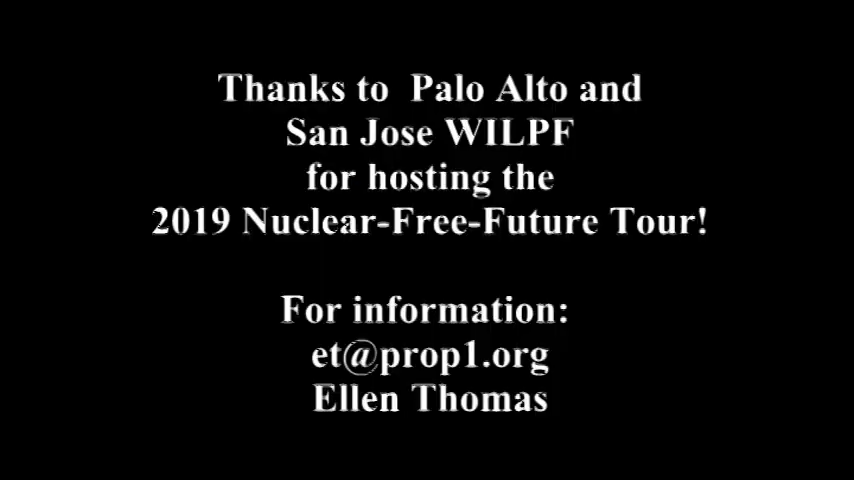 Thanks to  Palo Alto and
San Jose WILPF
for hosting the
2019 Nuclear-Free-Future Tour!
For information:
et@prop1.org
Ellen Thomas